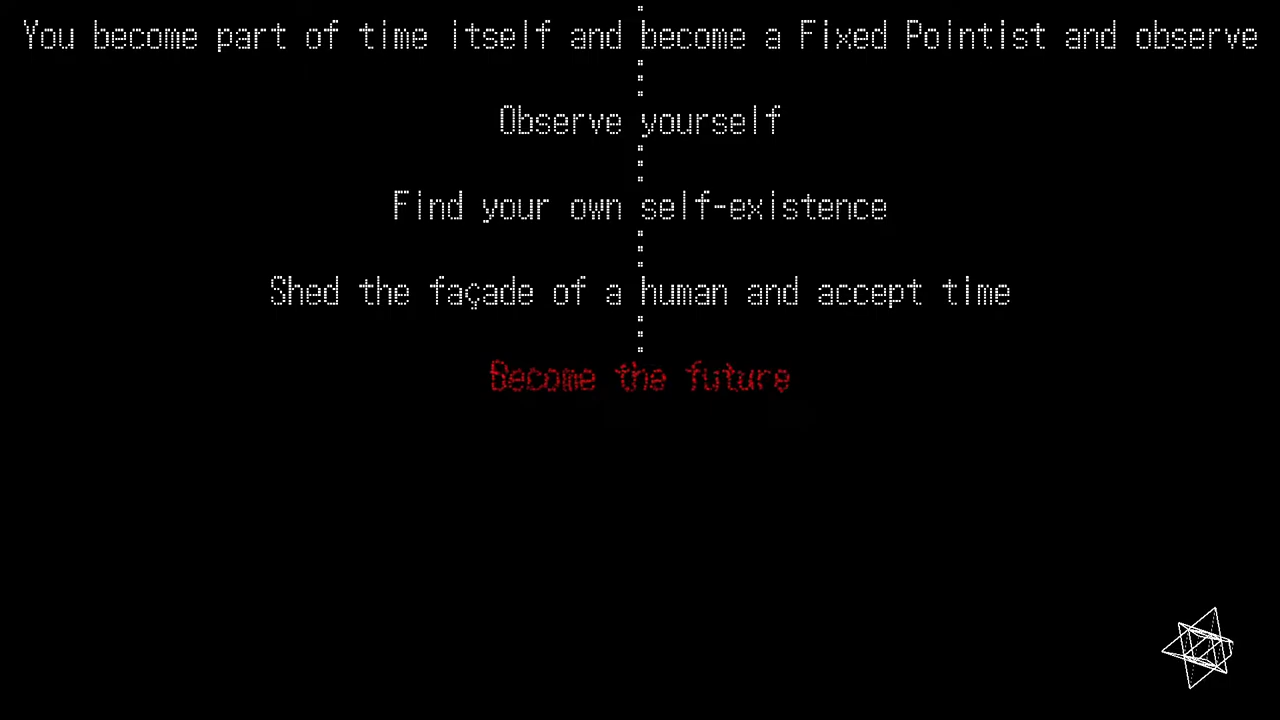 You become part of time itself and become a Fixed Pointist and observe
Observe yourself
Find your own self-existence
Shed the façade of a human and accept time
Become the future